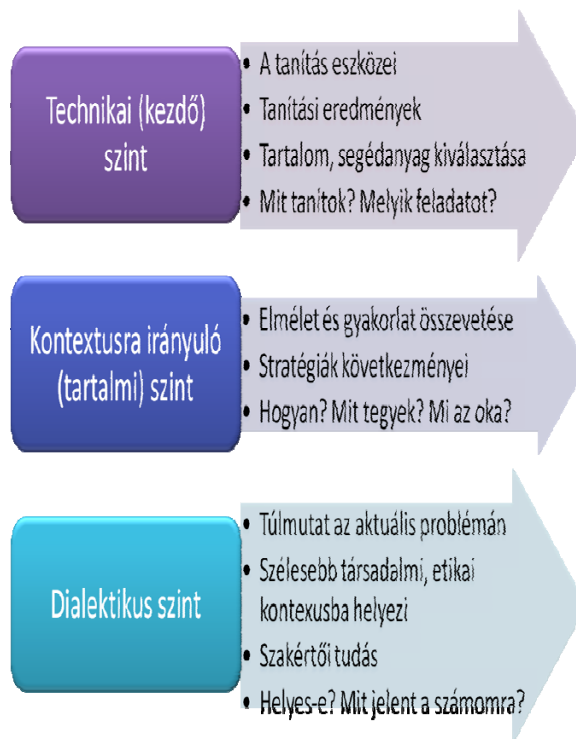 Technikai (kezdő)
szint
• A tanítás eszközei
• Tanítási eredmények
• Tartalom, segédanyag kiválasztása
• Mit tanítok? Melyik feladatot?
Kontextusra irányuló
(tartalmi) szint
• Elmélet és gyakorlat összevetése
• Stratégiák következményei
• Hogyan? Mit tegyek? Mi az oka?
Dialektikus szint
• Túlmutat az aktuális problémán
• Szélesebb társadalmi, etikai
kontexusba helyezi
• Szakértői tudás
• Helyes-e? Mit jelent a számomra?